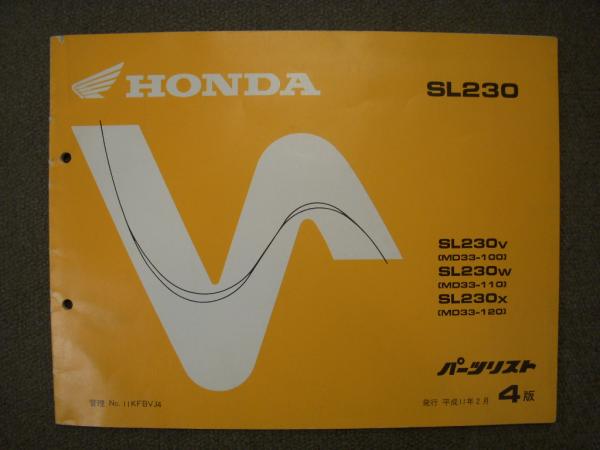 HONDA
SL230
SL230V
(MD33-100)
SL230W
(MD33-110)
SL230X
(MD33-120)
パーツリスト
管理 No. 11KFBVJ4
発行 平成11年2月 4版